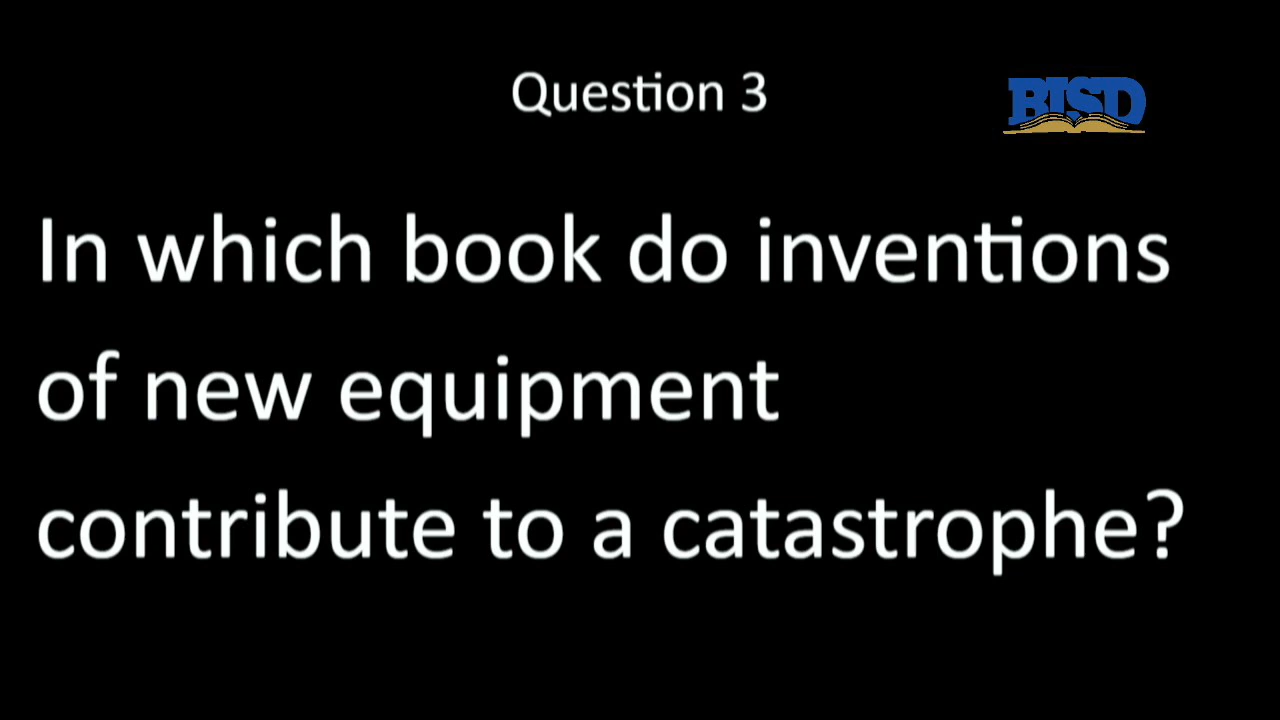 Question 3
BISD
In which book do inventions
of new equipment
contribute to a catastrophe?